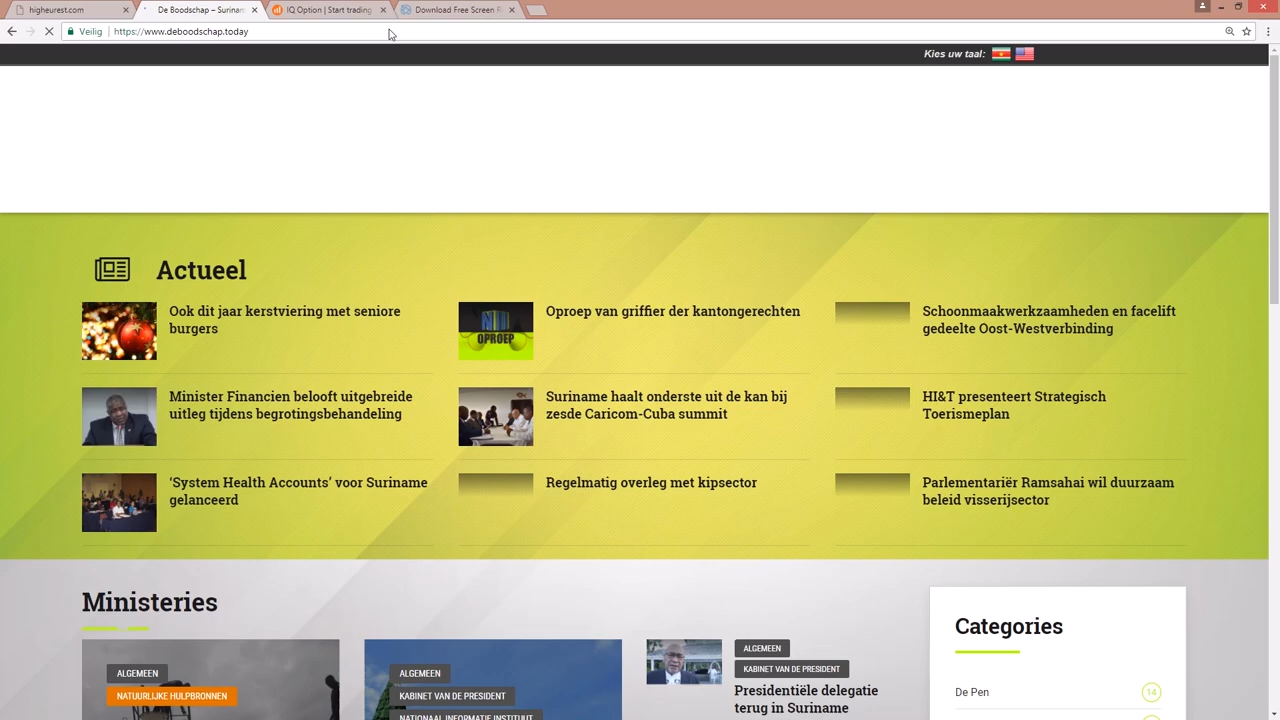 higheurest.com
De Boodschap – Surinam
IQ Option | Start trading
Download Free Screen R
Veilig
https://www.deboodschap.today
Kies uw taal:
Actueel
Ook dit jaar kerstviering met seniore
burgers
Oproep van griffier der kantongerechten
OPROEP
Schoonmaakwerkzaamheden en facelift
gedeelte Oost-Westverbinding
Minister Financien belooft uitgebreide
uitleg tijdens begrotingsbehandeling
Suriname haalt onderste uit de kan bij
zesde Caricom-Cuba summit
HI&T presenteert Strategisch
Toerismeplan
‘System Health Accounts’ voor Suriname
gelanceerd
Regelmatig overleg met kipsector
Parlementariër Ramsahai wil duurzaam
beleid visserijsector
Ministeries
ALGEMEEN
NATUURLIJKE HULPBRONNEN
ALGEMEEN
KABINET VAN DE PRESIDENT
NATIONAAL INFORMATIE INSTITUUT
ALGEMEEN
KABINET VAN DE PRESIDENT
Presidentiële delegatie
terug in Suriname
Categories
De Pen
14